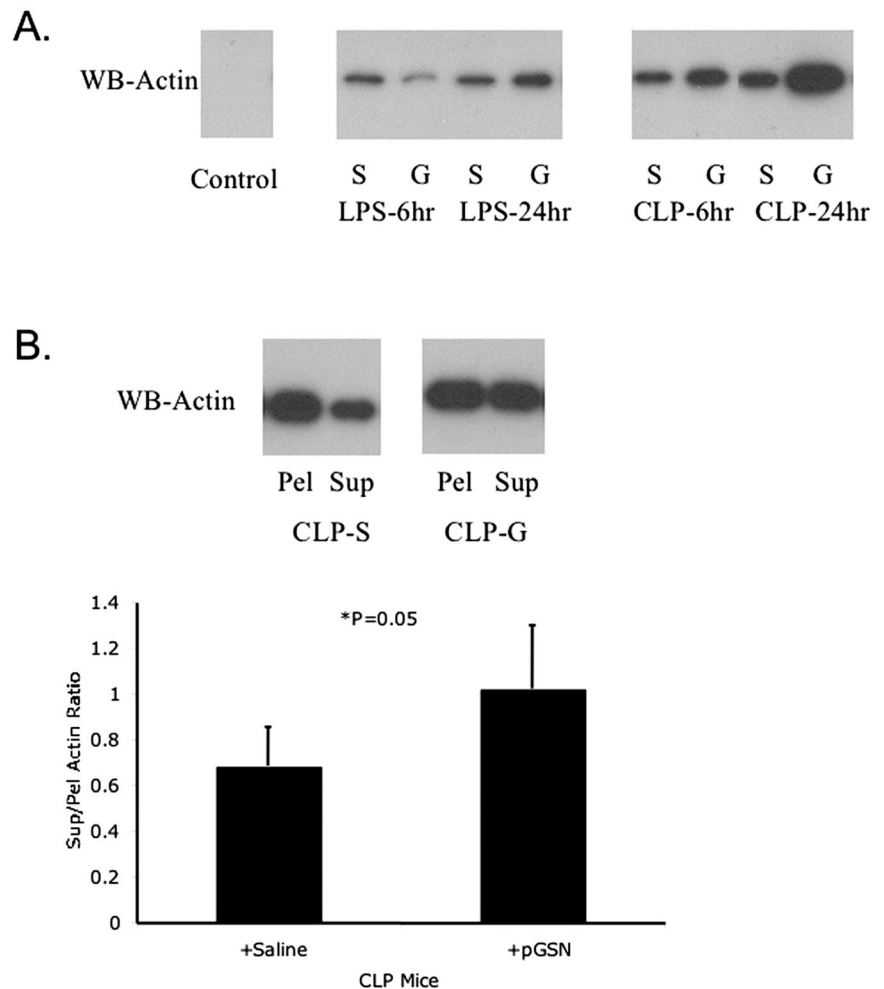 A.
WB-Actin
Control
S G S G
LPS-6hr LPS-24hr
S G S G
CLP-6hr CLP-24hr
B.
WB-Actin
Pel Sup
CLP-S
Pel Sup
CLP-G
1.4
1.2
1
0.8
0.6
0.4
0.2
0
Sup/Pel Actin Ratio
*P=0.05
+Saline
+pGSN
CLP Mice